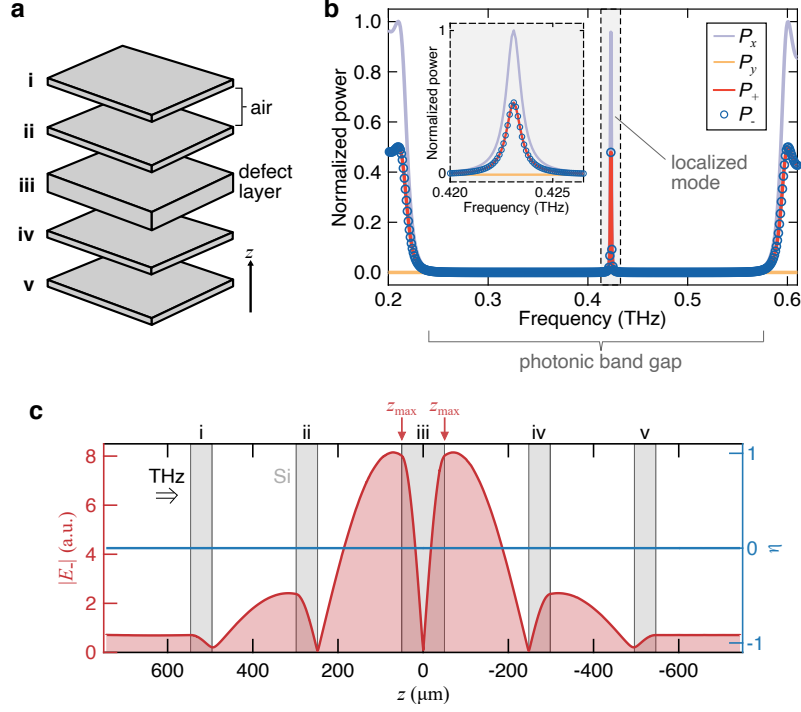 a
i
ii
iii
iv
v
air
defect
layer
z
b
Normalized power
1.0
0.8
0.6
0.4
0.2
0.0
0.2
0.3
0.4
0.5
0.6
Frequency (THz)
photonic band gap
Normalized power
1
0
0.420
0.425
Frequency (THz)
Pₓ
P_y
P₊
P₋
localized
mode
c
z_max
z_max
i
ii
iii
iv
v
THz
⇒
Si
|E-| (a.u.)
8
6
4
2
0
1
0
-1
η
600
400
200
0
-200
-400
-600
z (μm)